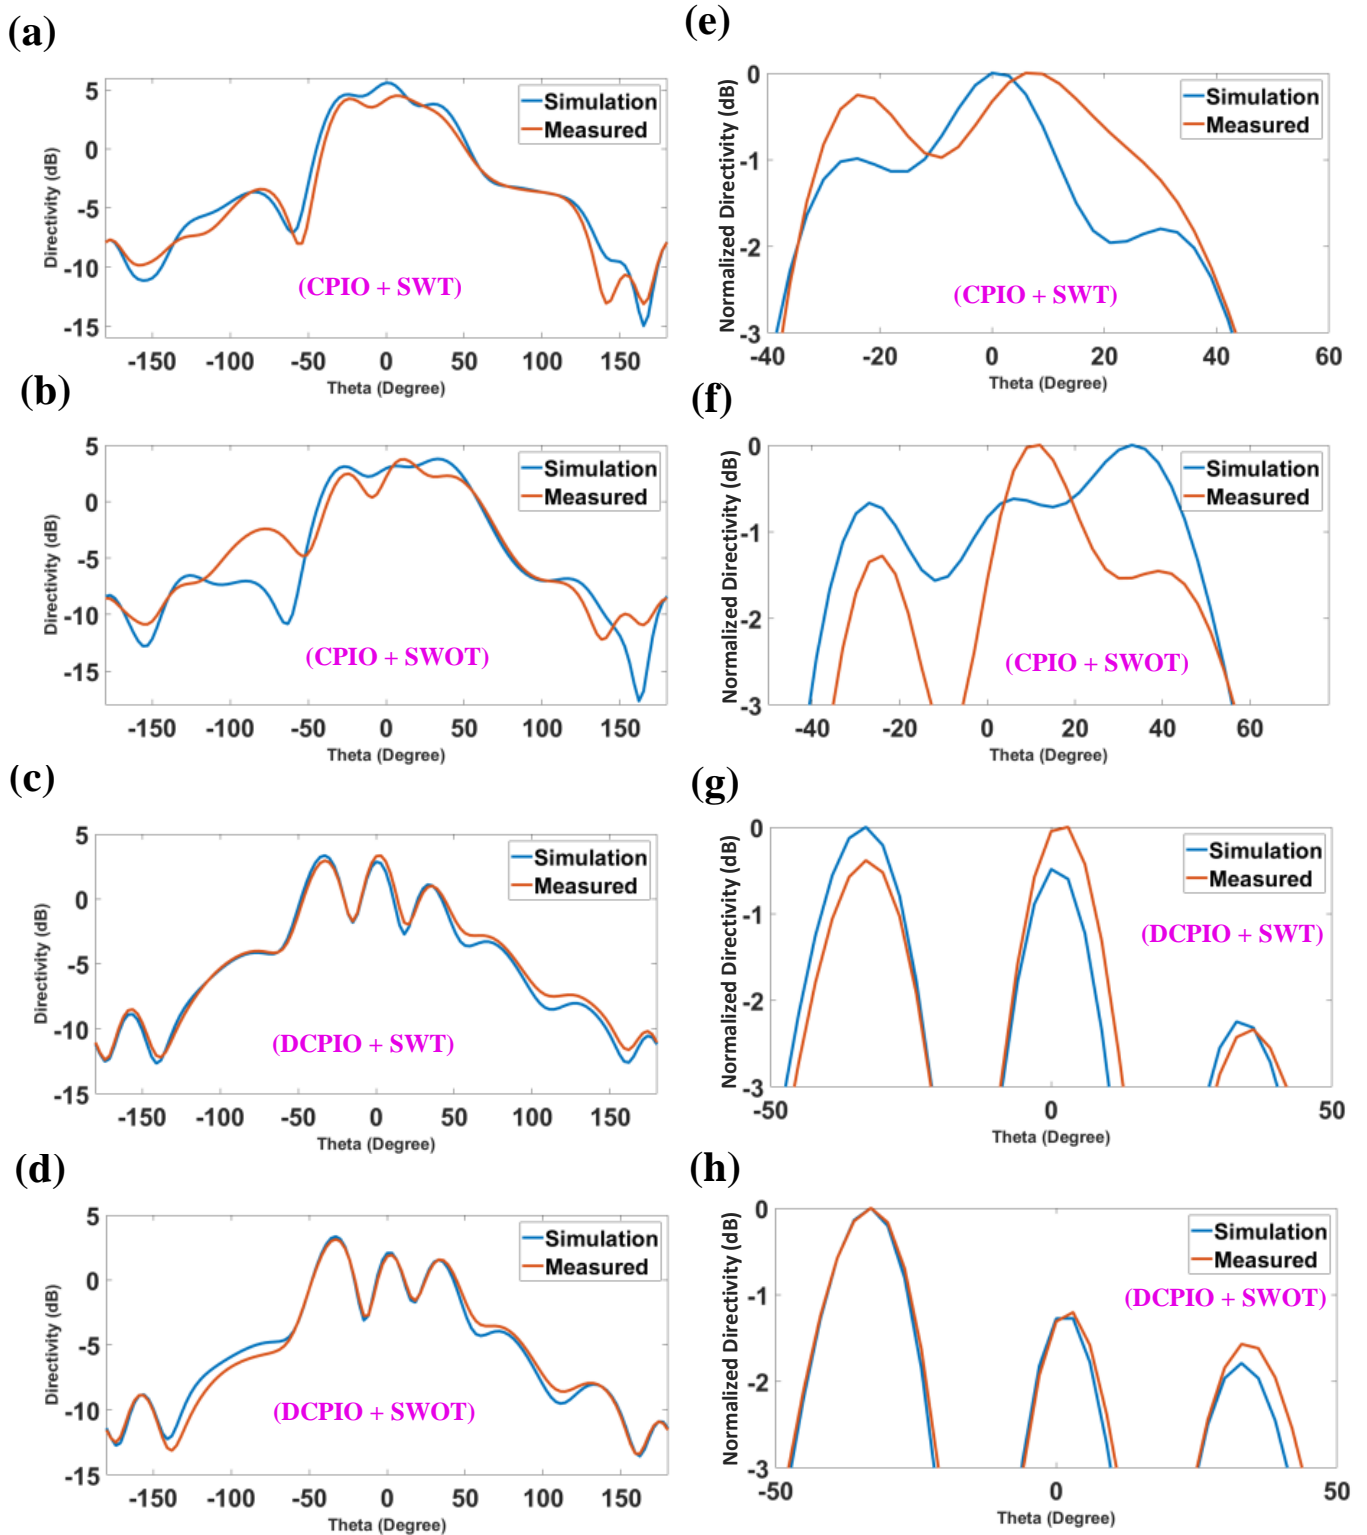 (a)
5
0
-5
-10
-15
Directivity (dB)
Simulation
Measured
(CPIO + SWT)
-150 -100 -50 0 50 100 150
Theta (Degree)
(e)
0
-1
-2
-3
Normalized Directivity (dB)
Simulation
Measured
(CPIO + SWT)
-40 -20 0 20 40 60
Theta (Degree)
(b)
5
0
-5
-10
-15
Directivity (dB)
Simulation
Measured
(CPIO + SWOT)
-150 -100 -50 0 50 100 150
Theta (Degree)
(f)
0
-1
-2
-3
Normalized Directivity (dB)
Simulation
Measured
(CPIO + SWOT)
-40 -20 0 20 40 60
Theta (Degree)
(c)
5
0
-5
-10
-15
Directivity (dB)
Simulation
Measured
(DCPIO + SWT)
-150 -100 -50 0 50 100 150
Theta (Degree)
(g)
0
-1
-2
-3
Normalized Directivity (dB)
Simulation
Measured
(DCPIO + SWT)
-50 0 50
Theta (Degree)
(d)
5
0
-5
-10
-15
Directivity (dB)
Simulation
Measured
(DCPIO + SWOT)
-150 -100 -50 0 50 100 150
Theta (Degree)
(h)
0
-1
-2
-3
Normalized Directivity (dB)
Simulation
Measured
(DCPIO + SWOT)
-50 0 50
Theta (Degree)